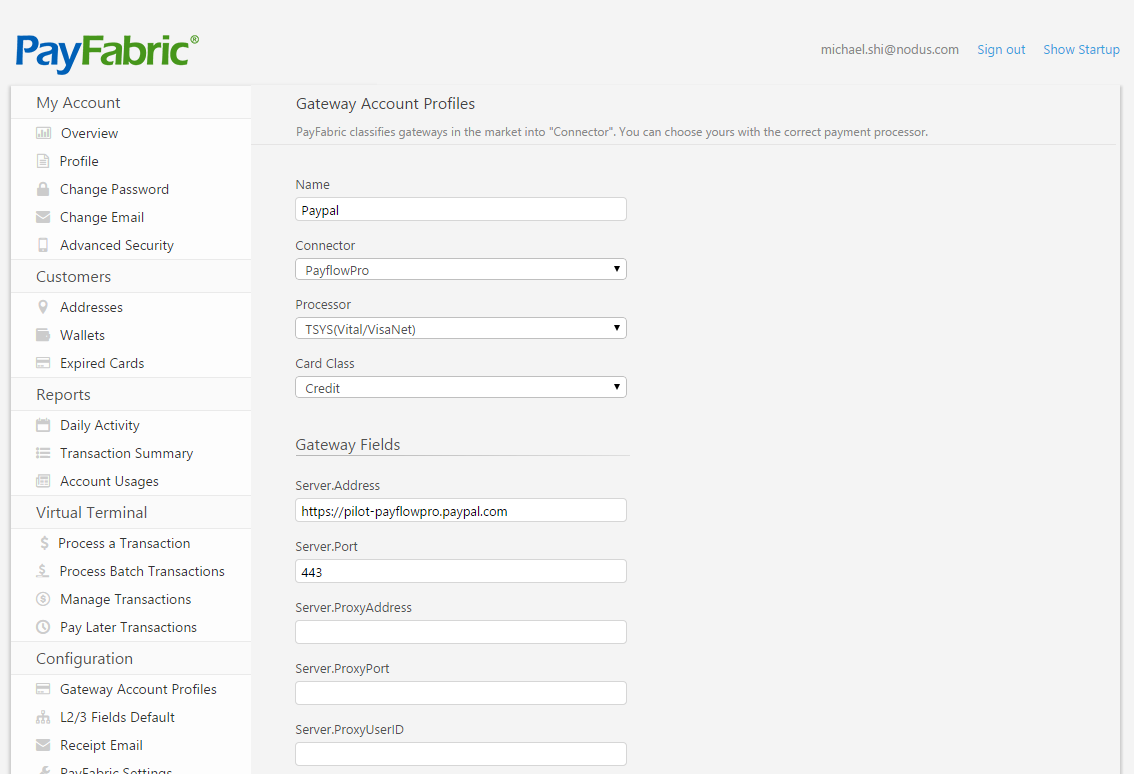 PayFabric®
michael.shi@nodus.com Sign out Show Startup
My Account
Overview
Profile
Change Password
Change Email
Advanced Security
Customers
Addresses
Wallets
Expired Cards
Reports
Daily Activity
Transaction Summary
Account Usages
Virtual Terminal
Process a Transaction
Process Batch Transactions
Manage Transactions
Pay Later Transactions
Configuration
Gateway Account Profiles
L2/3 Fields Default
Receipt Email
PayFabric Settings
Gateway Account Profiles
PayFabric classifies gateways in the market into "Connector". You can choose yours with the correct payment processor.
Name
Paypal
Connector
PayflowPro
Processor
TSYS(Vital/VisaNet)
Card Class
Credit
Gateway Fields
Server.Address
https://pilot-payflowpro.paypal.com
Server.Port
443
Server.ProxyAddress
Server.ProxyPort
Server.ProxyUserID